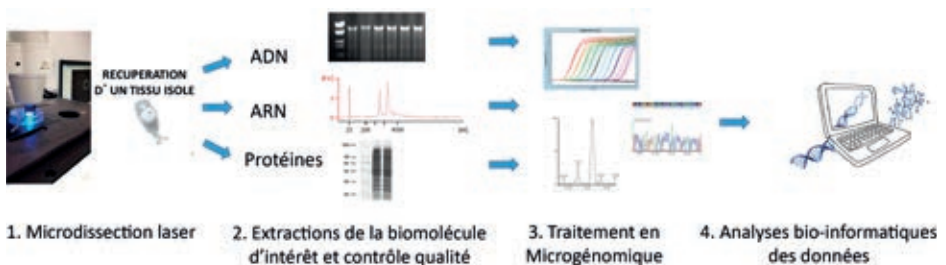 RECUPERATION
D' UN TISSU ISOLE
ADN
ARN
Protéines
1. Microdissection laser
2. Extractions de la biomolécule
d'intérêt et contrôle qualité
3. Traitement en
Microgénomique
4. Analyses bio-informatiques
des données